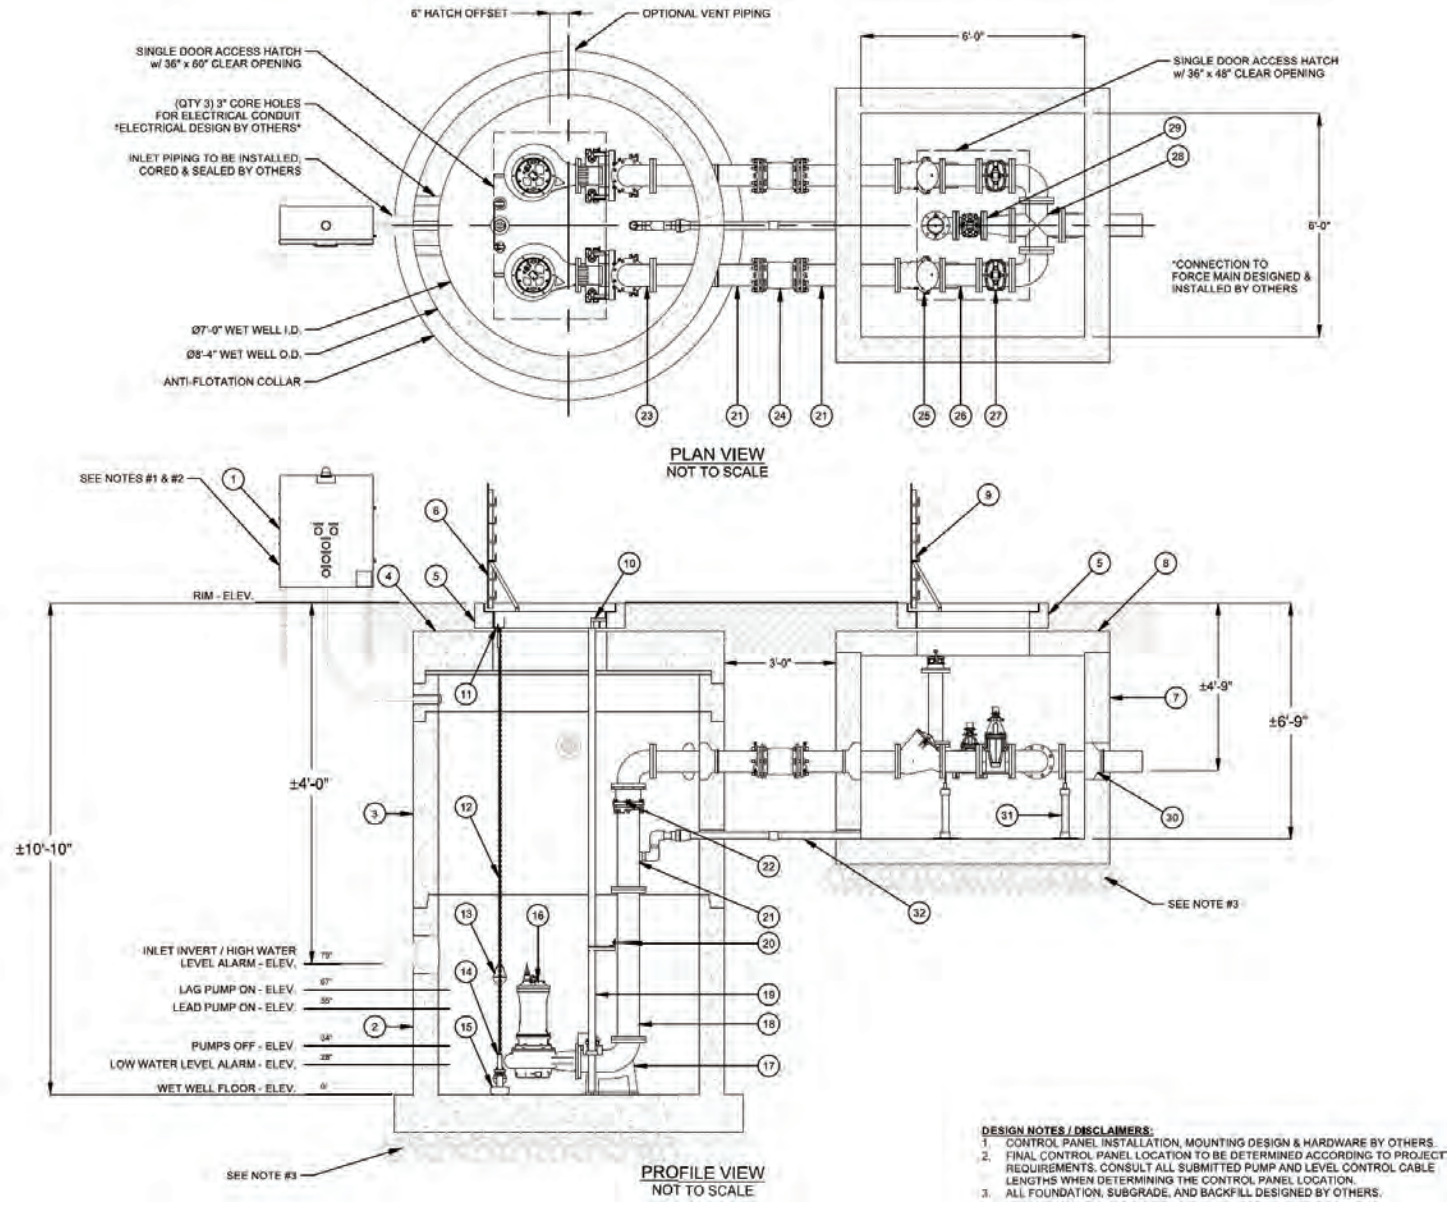 6" HATCH OFFSET
OPTIONAL VENT PIPING
SINGLE DOOR ACCESS HATCH
w/ 36" x 60" CLEAR OPENING
(QTY 3) 3" CORE HOLES
FOR ELECTRICAL CONDUIT
*ELECTRICAL DESIGN BY OTHERS*
INLET PIPING TO BE INSTALLED,
CORED & SEALED BY OTHERS
6'-0"
SINGLE DOOR ACCESS HATCH
w/ 36" x 48" CLEAR OPENING
29
28
6'-0"
*CONNECTION TO
FORCE MAIN DESIGNED &
INSTALLED BY OTHERS
Ø7'-0" WET WELL I.D.
Ø8'-4" WET WELL O.D.
ANTI-FLOTATION COLLAR
23
21
24
21
25
26
27
PLAN VIEW
NOT TO SCALE
SEE NOTES #1 & #2
1
6
9
4
5
10
5
8
RIM - ELEV.
11
3'-0"
±4'-9"
7
±6'-9"
±4'-0"
3
12
31
30
±10'-10"
22
SEE NOTE #3
32
21
13
16
20
INLET INVERT / HIGH WATER
LEVEL ALARM - ELEV.
14
LAG PUMP ON - ELEV.
19
LEAD PUMP ON - ELEV.
2
15
18
PUMPS OFF - ELEV.
LOW WATER LEVEL ALARM - ELEV.
17
WET WELL FLOOR - ELEV.
SEE NOTE #3
PROFILE VIEW
NOT TO SCALE
DESIGN NOTES / DISCLAIMERS:
1. CONTROL PANEL INSTALLATION, MOUNTING DESIGN & HARDWARE BY OTHERS.
2. FINAL CONTROL PANEL LOCATION TO BE DETERMINED ACCORDING TO PROJECT
REQUIREMENTS. CONSULT ALL SUBMITTED PUMP AND LEVEL CONTROL CABLE
LENGTHS WHEN DETERMINING THE CONTROL PANEL LOCATION.
3. ALL FOUNDATION, SUBGRADE, AND BACKFILL DESIGNED BY OTHERS.